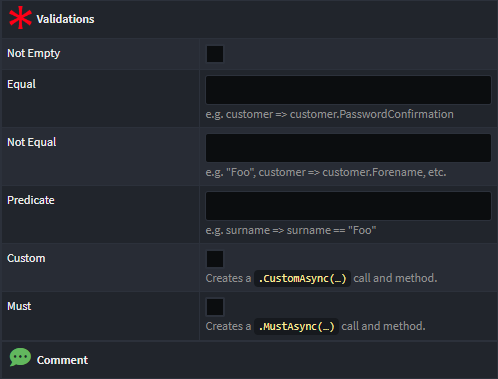 Validations
Not Empty
Equal
e.g. customer => customer.PasswordConfirmation
Not Equal
e.g. "Foo", customer => customer.Forename, etc.
Predicate
e.g. surname => surname == "Foo"
Custom
Creates a .CustomAsync(…) call and method.
Must
Creates a .MustAsync(…) call and method.
Comment